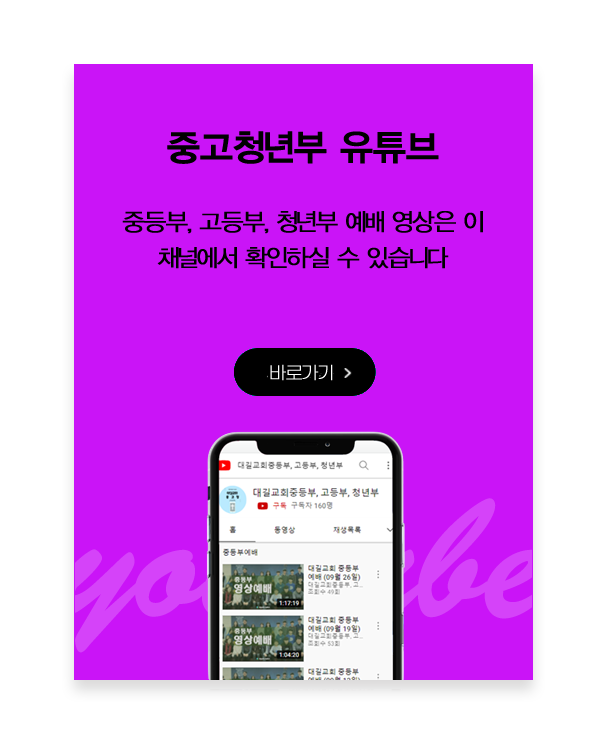 중고청년부 유튜브
중등부, 고등부, 청년부 예배 영상은 이
채널에서 확인하실 수 있습니다
바로가기
대길교회중등부, 고등부, 청년부
대길교회중등부, 고등부, 청년부
구독 구독자 160명
홈 동영상 재생목록
중등부예배
중등부
영상예배
1:17:19
대길교회 중등부
예배 (09월 26일)
대길교회중등부, 고...
조회수 49회
중등부
영상예배
1:04:20
대길교회 중등부
예배 (09월 19일)
대길교회중등부, 고...
조회수 53회
중등부
대길교회 중등부